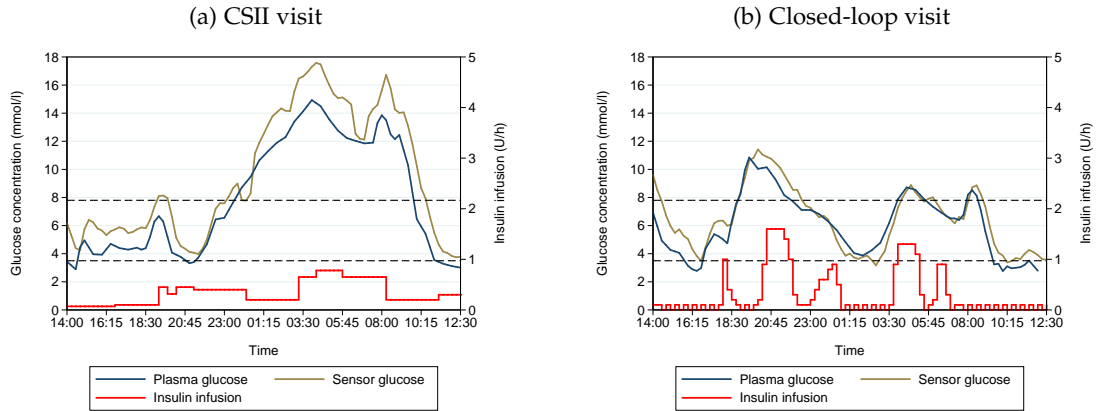 (a) CSII visit
Glucose concentration (mmol/l)
18
16
14
12
10
8
6
4
2
0
5
4
3
2
1
0
Insulin infusion (U/h)
14:00 16:15 18:30 20:45 23:00 01:15 03:30 05:45 08:00 10:15 12:30
Time
Plasma glucose Sensor glucose
Insulin infusion
(b) Closed-loop visit
Glucose concentration (mmol/l)
18
16
14
12
10
8
6
4
2
0
5
4
3
2
1
0
Insulin infusion (U/h)
14:00 16:15 18:30 20:45 23:00 01:15 03:30 05:45 08:00 10:15 12:30
Time
Plasma glucose Sensor glucose
Insulin infusion